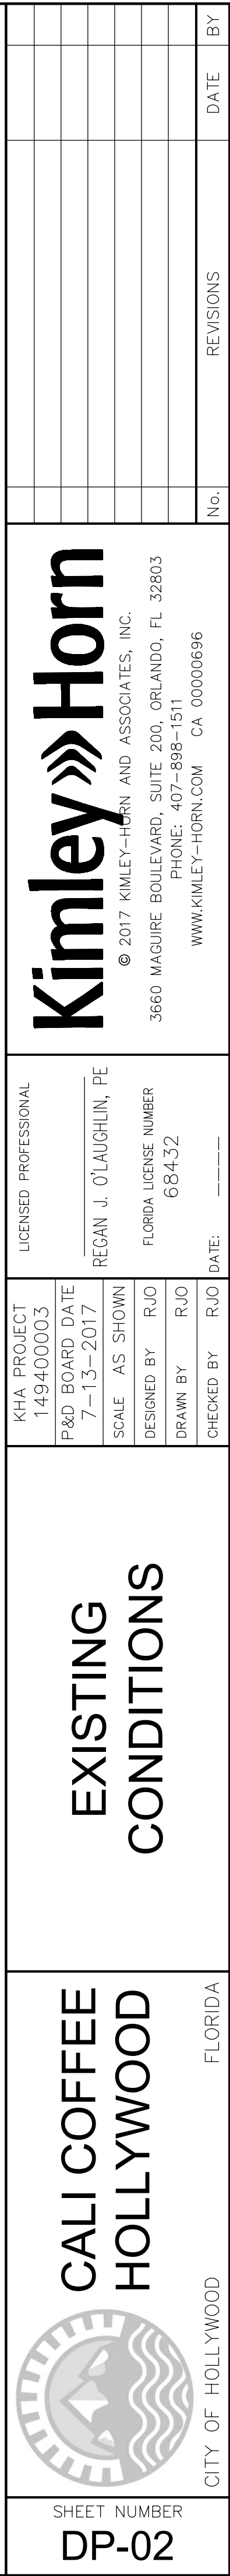 No. REVISIONS DATE BY
Kimley»Horn
© 2017 KIMLEY-HORN AND ASSOCIATES, INC.
3660 MAGUIRE BOULEVARD, SUITE 200, ORLANDO, FL 32803
PHONE: 407-898-1511
WWW.KIMLEY-HORN.COM CA 00000696
LICENSED PROFESSIONAL
REGAN J. O'LAUGHLIN, PE
FLORIDA LICENSE NUMBER
68432
DATE: ____
KHA PROJECT
149400003
P&D BOARD DATE
7-13-2017
SCALE AS SHOWN
DESIGNED BY RJO
DRAWN BY RJO
CHECKED BY RJO
EXISTING
CONDITIONS
CALI COFFEE
HOLLYWOOD
CITY OF HOLLYWOOD FLORIDA
SHEET NUMBER
DP-02